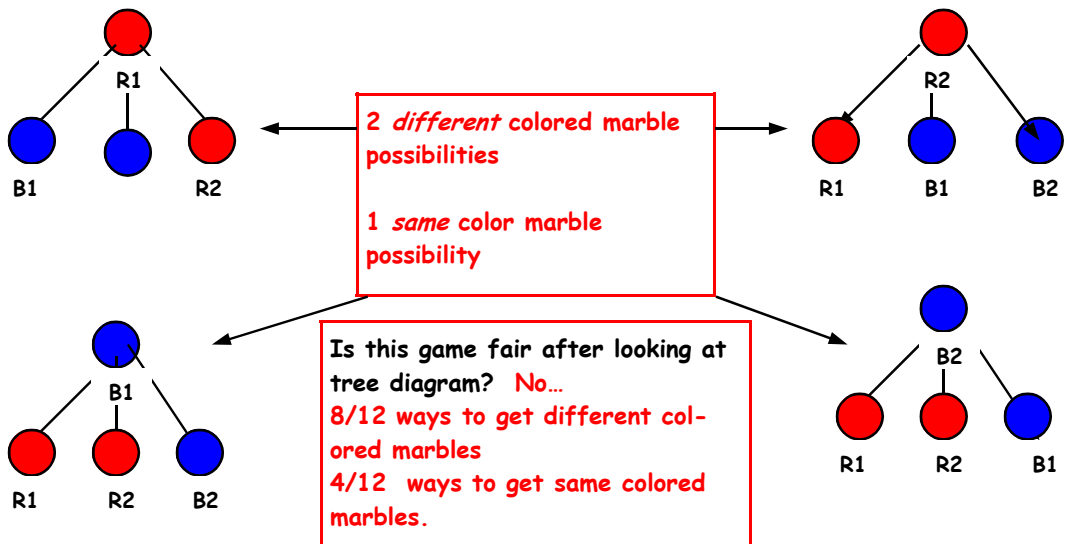 R1
B1
R2
2 different colored marble
possibilities
1 same color marble
possibility
R2
R1
B1
B2
B1
R1
R2
B2
Is this game fair after looking at
tree diagram? No…
8/12 ways to get different col-
ored marbles
4/12 ways to get same colored
marbles.
B2
R1
R2
B1